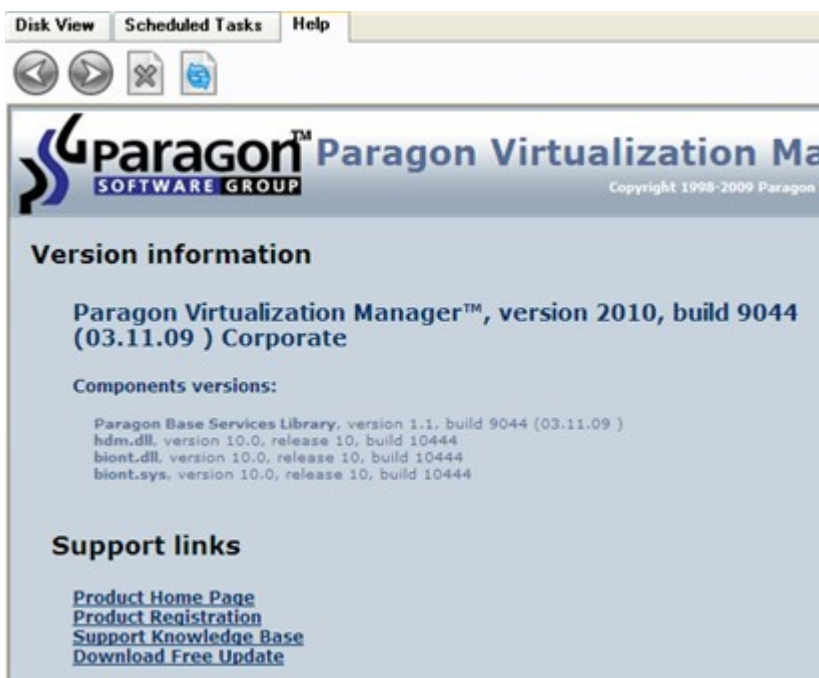 Disk View Scheduled Tasks Help
Paragon™
SOFTWARE GROUP
Paragon Virtualization Ma
Copyright 1998-2009 Paragon
Version information
Paragon Virtualization Manager™, version 2010, build 9044
(03.11.09 ) Corporate
Components versions:
Paragon Base Services Library, version 1.1, build 9044 (03.11.09 )
hdm.dll, version 10.0, release 10, build 10444
biont.dll, version 10.0, release 10, build 10444
biont.sys, version 10.0, release 10, build 10444
Support links
Product Home Page
Product Registration
Support Knowledge Base
Download Free Update